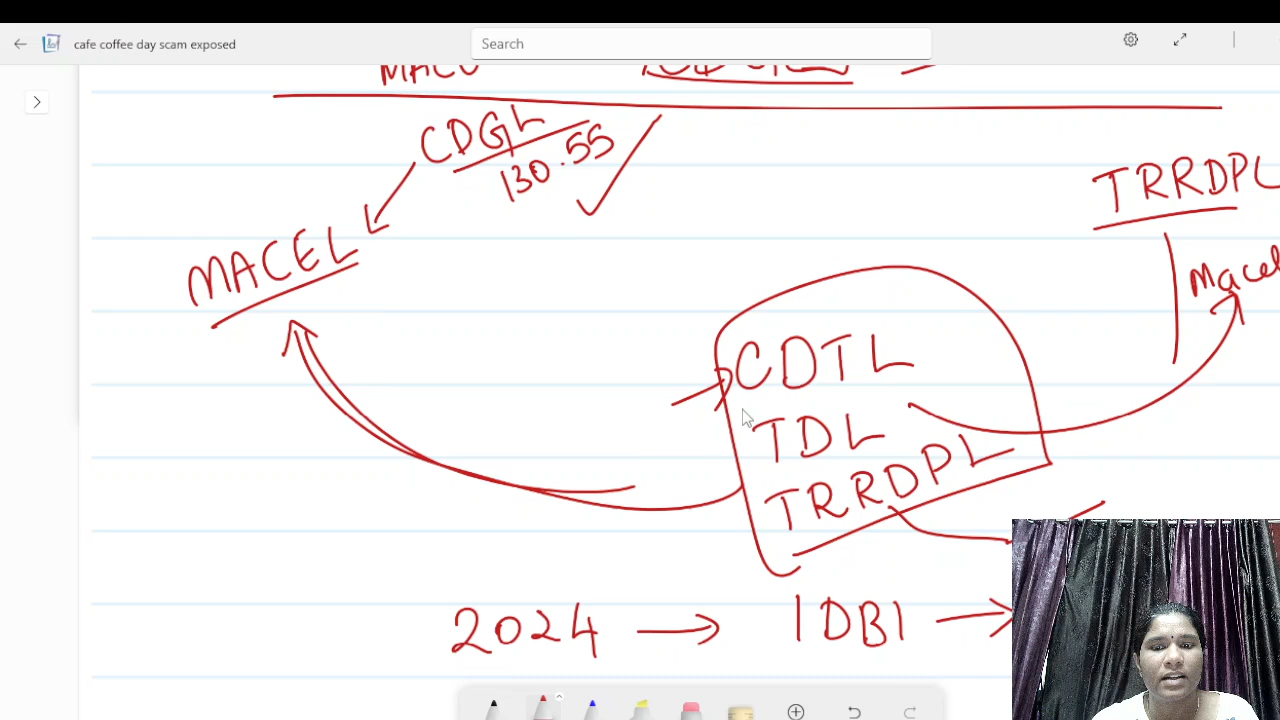 cafe coffee day scam exposed
Search
CDGL
130.55
MACEL
TRRDPL
Macel
CDTL
TDL
TRRDPL
2024 → IDBI →